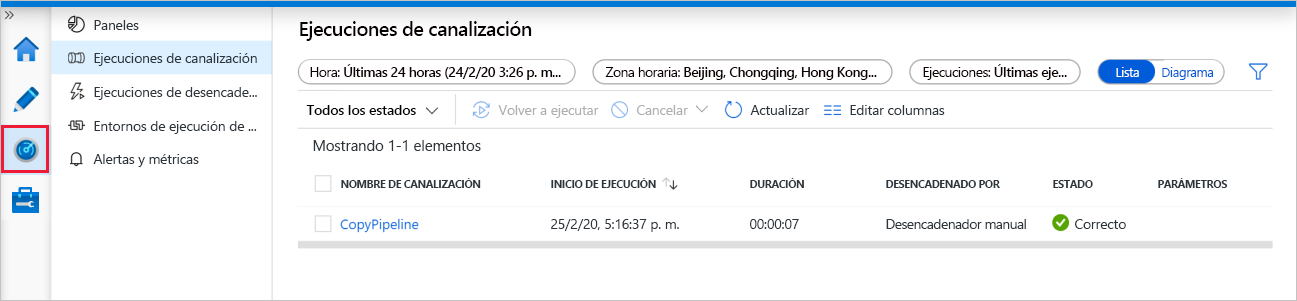 Paneles
Ejecuciones de canalización
Ejecuciones de desencade...
Entornos de ejecución de ...
Alertas y métricas
Ejecuciones de canalización
Hora: Últimas 24 horas (24/2/20 3:26 p. m... Zona horaria: Beijing, Chongqing, Hong Kong... Ejecuciones: Últimas eje... Lista Diagrama
Todos los estados Volver a ejecutar Cancelar Actualizar Editar columnas
Mostrando 1-1 elementos
NOMBRE DE CANALIZACIÓN INICIO DE EJECUCIÓN DURACIÓN DESENCADENADO POR ESTADO PARÁMETROS
CopyPipeline 25/2/20, 5:16:37 p. m. 00:00:07 Desencadenador manual Correcto